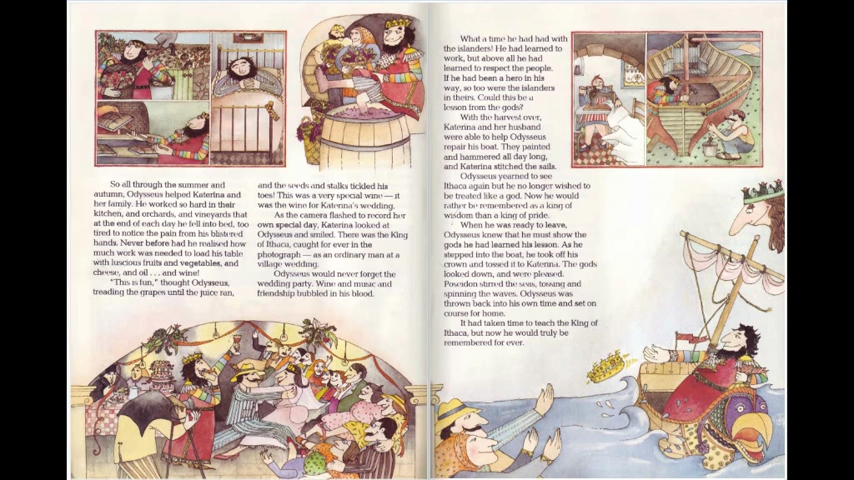 So all through the summer and
autumn, Odysseus helped Katerina and
her family. He worked so hard in their
kitchen, and orchards, and vineyards that
at the end of each day he fell into bed, too
tired to notice the pain from his blistered
hands. Never before had he realised how
much work was needed to load his table
with luscious fruits and vegetables, and
cheese, and oil . . . and wine!
"This is fun," thought Odysseus,
treading the grapes until the juice ran,
and the seeds and stalks tickled his
toes! This was a very special wine — it
was the wine for Katerina's wedding.
As the camera flashed to record her
own special day, Katerina looked at
Odysseus and smiled. There was the King
of Ithaca, caught for ever in the
photograph — as an ordinary man at a
village wedding.
Odysseus would never forget the
wedding party. Wine and music and
friendship bubbled in his blood.
What a time he had had with
the islanders! He had learned to
work, but above all he had
learned to respect the people.
If he had been a hero in his
way, so too were the islanders
in theirs. Could this be a
lesson from the gods?
With the harvest over,
Katerina and her husband
were able to help Odysseus
repair his boat. They painted
and hammered all day long,
and Katerina stitched the sails.
Odysseus yearned to see
Ithaca again but he no longer wished to
be treated like a god. Now he would
rather be remembered as a king of
wisdom than a king of pride.
When he was ready to leave,
Odysseus knew that he must show the
gods he had learned his lesson. As he
stepped into the boat, he took off his
crown and tossed it to Katerina. The gods
looked down, and were pleased.
Poseidon stirred the seas, tossing and
spinning the waves. Odysseus was
thrown back into his own time and set on
course for home.
It had taken time to teach the King of
Ithaca, but now he would truly be
remembered for ever.